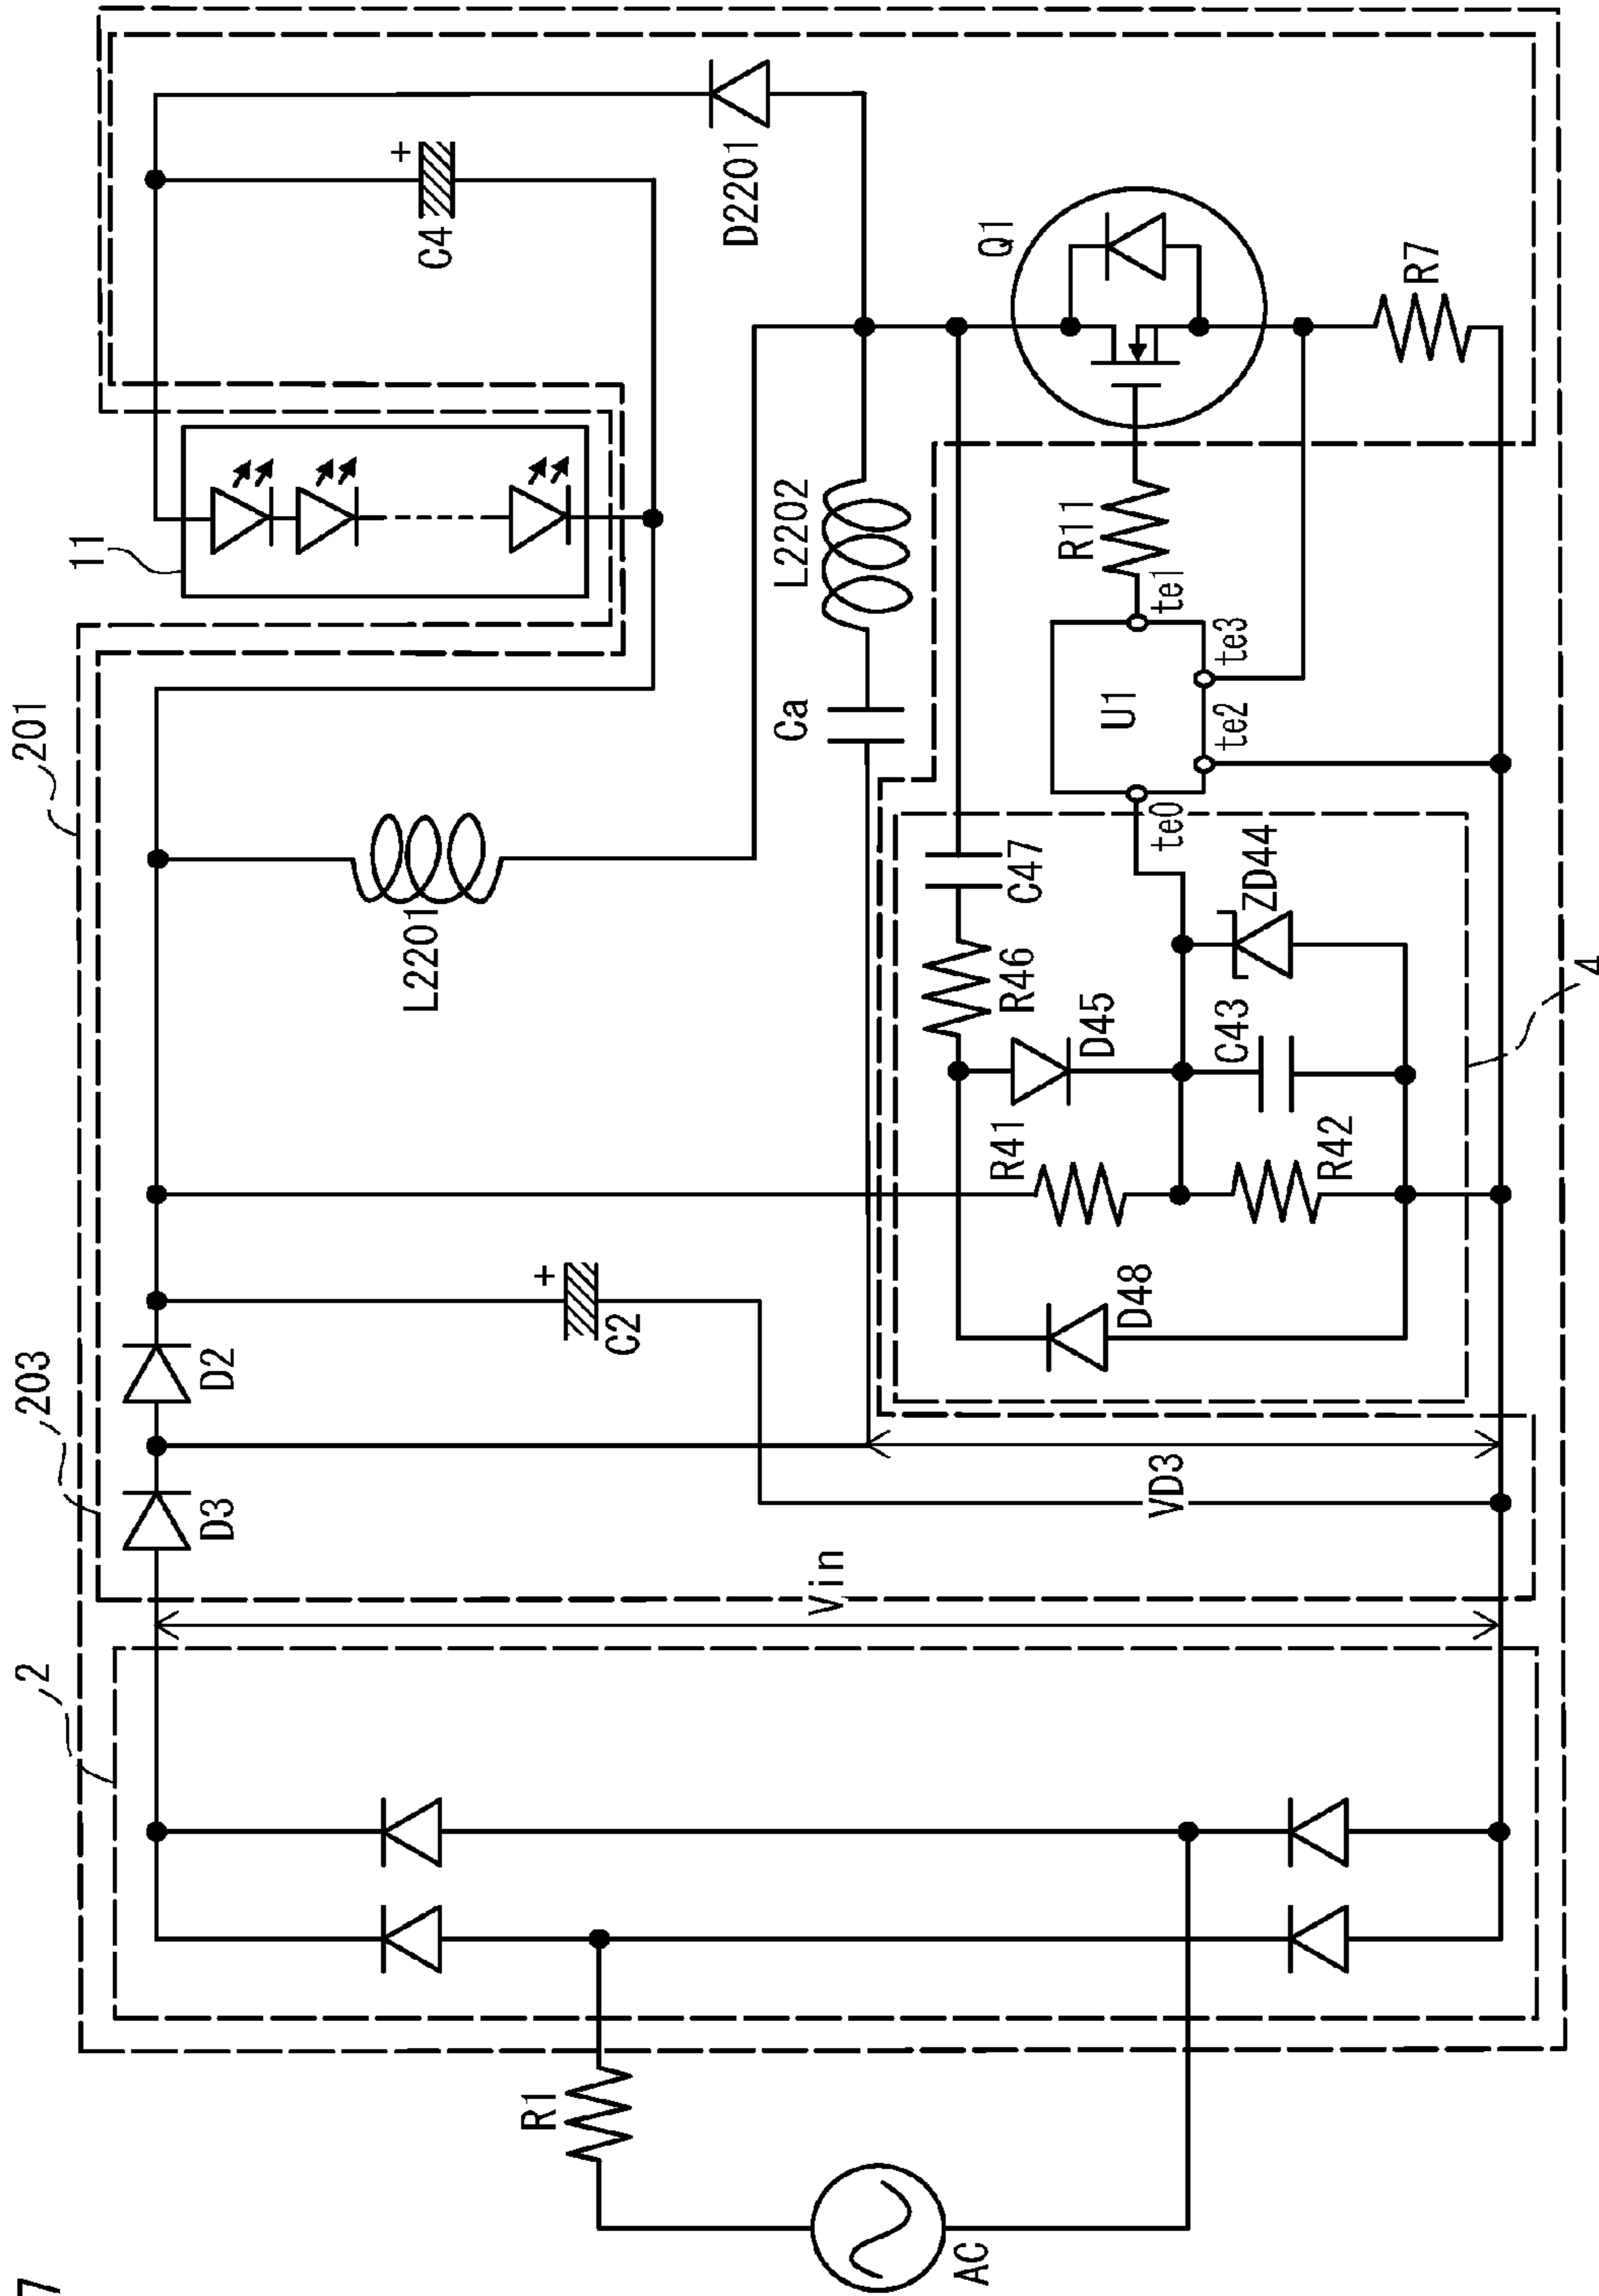 7
AC
R1
2
Vin
203
201
D3
D2
VD3
C2
+
D48
R41
R42
D45
C43
R46
ZD44
C47
4
L2201
Ca
L2202
te0
U1
te2
te3
te1
R11
11
Q1
R7
C4
+
D2201